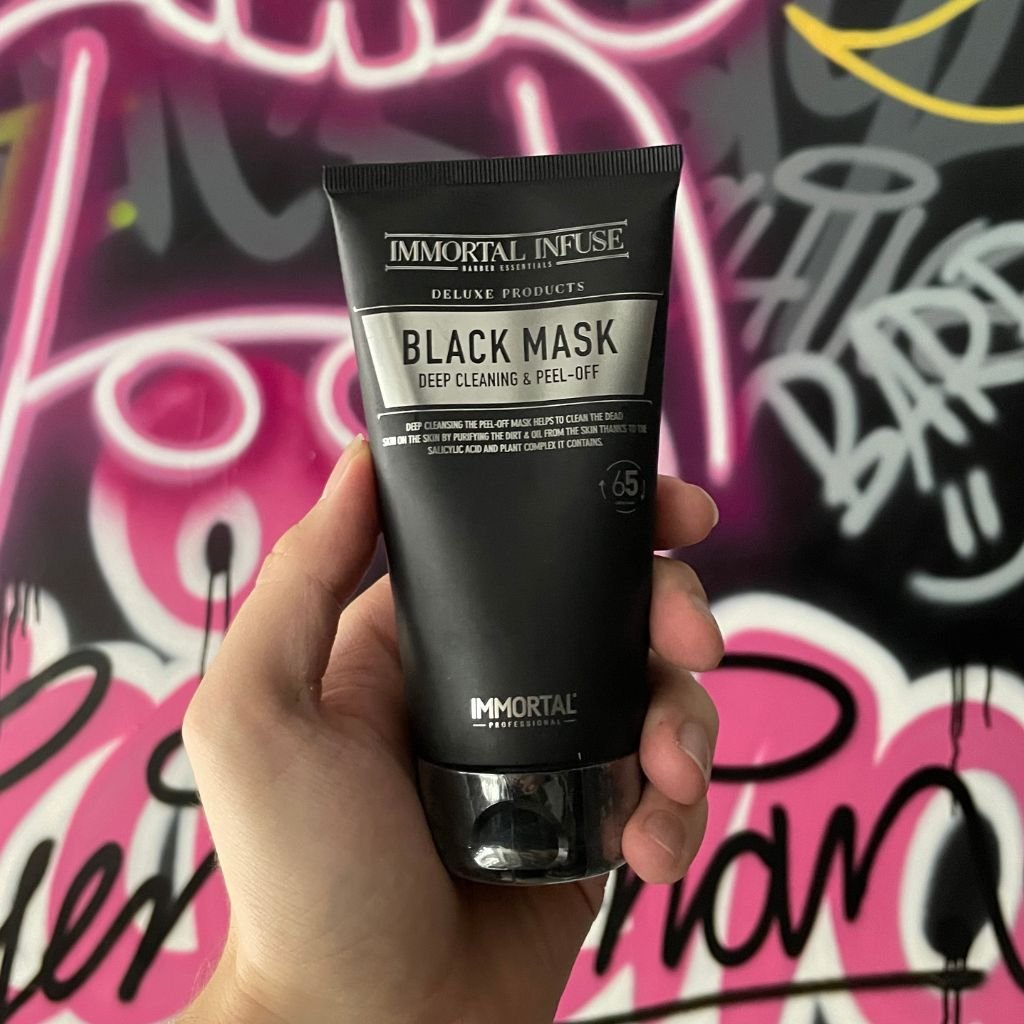 IMMORTAL INFUSE
BARBER ESSENTIALS
DELUXE PRODUCTS
BLACK MASK
DEEP CLEANING & PEEL-OFF
DEEP CLEANSING THE PEEL-OFF MASK HELPS TO CLEAN THE DEAD
SKIN ON THE SKIN BY PURIFYING THE DIRT & OIL FROM THE SKIN THANKS TO THE
SALICYLIC ACID AND PLANT COMPLEX IT CONTAINS.
65
IMMORTAL
PROFESSIONAL